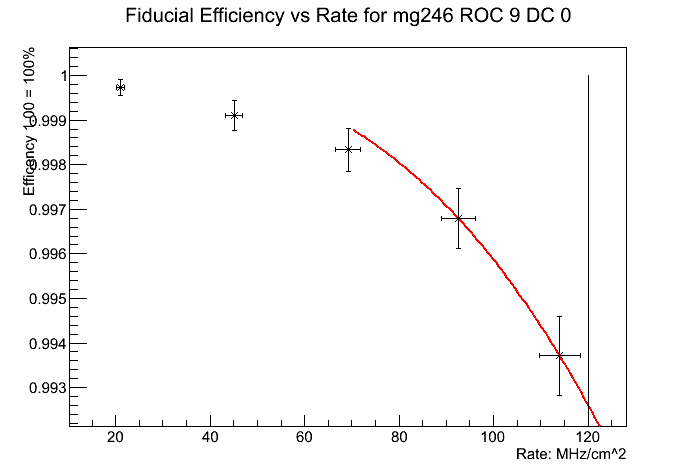 Fiducial Efficiency vs Rate for mg246 ROC 9 DC 0
Efficency 1.00 = 100%
1
0.999
0.998
0.997
0.996
0.995
0.994
0.993
20 40 60 80 100 120
Rate: MHz/cm^2